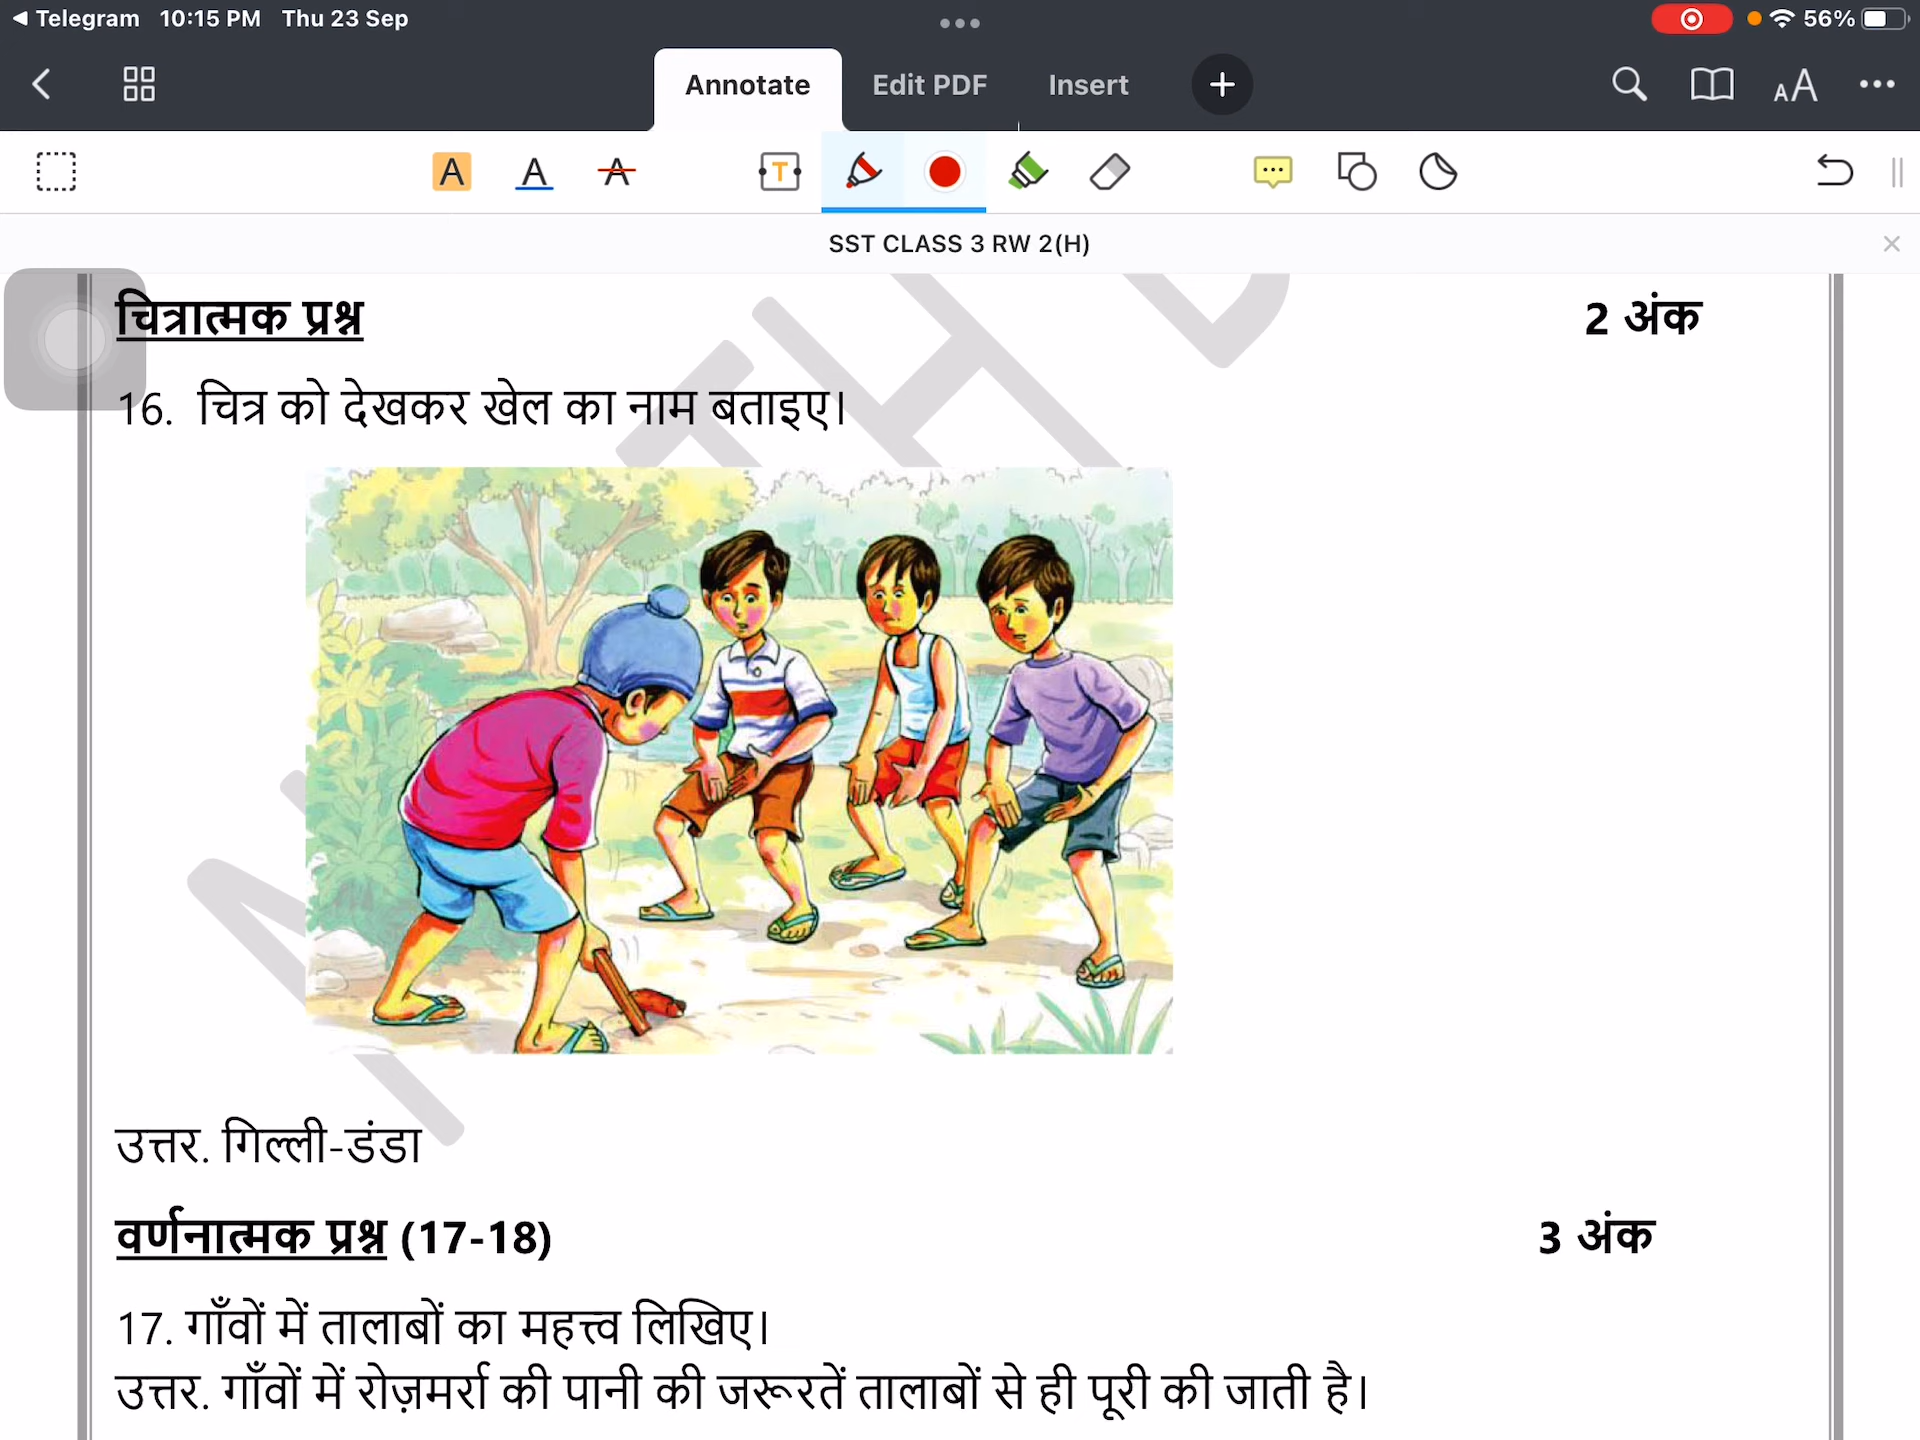 Telegram 10:15 PM Thu 23 Sep 56%
Annotate Edit PDF Insert
A A A T AA
SST CLASS 3 RW 2(H)
चित्रात्मक प्रश्न 2 अंक
16. चित्र को देखकर खेल का नाम बताइए।
उत्तर. गिल्ली-डंडा
वर्णनात्मक प्रश्न (17-18) 3 अंक
17. गाँवों में तालाबों का महत्त्व लिखिए।
उत्तर. गाँवों में रोज़मर्रा की पानी की जरूरतें तालाबों से ही पूरी की जाती है।